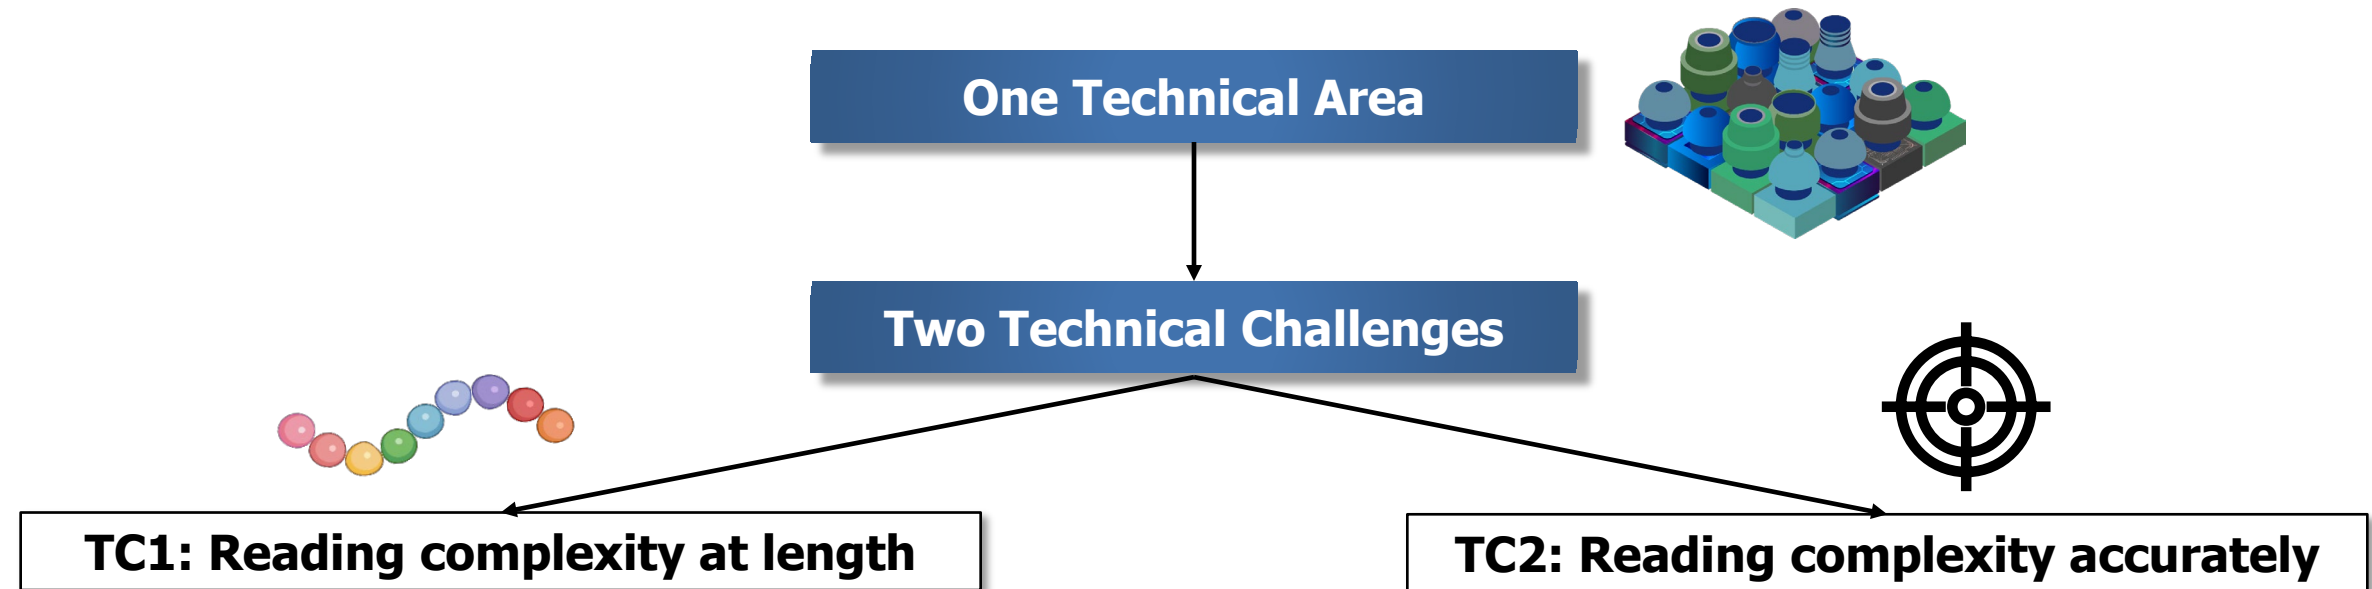 One Technical Area
Two Technical Challenges
TC1: Reading complexity at length
TC2: Reading complexity accurately